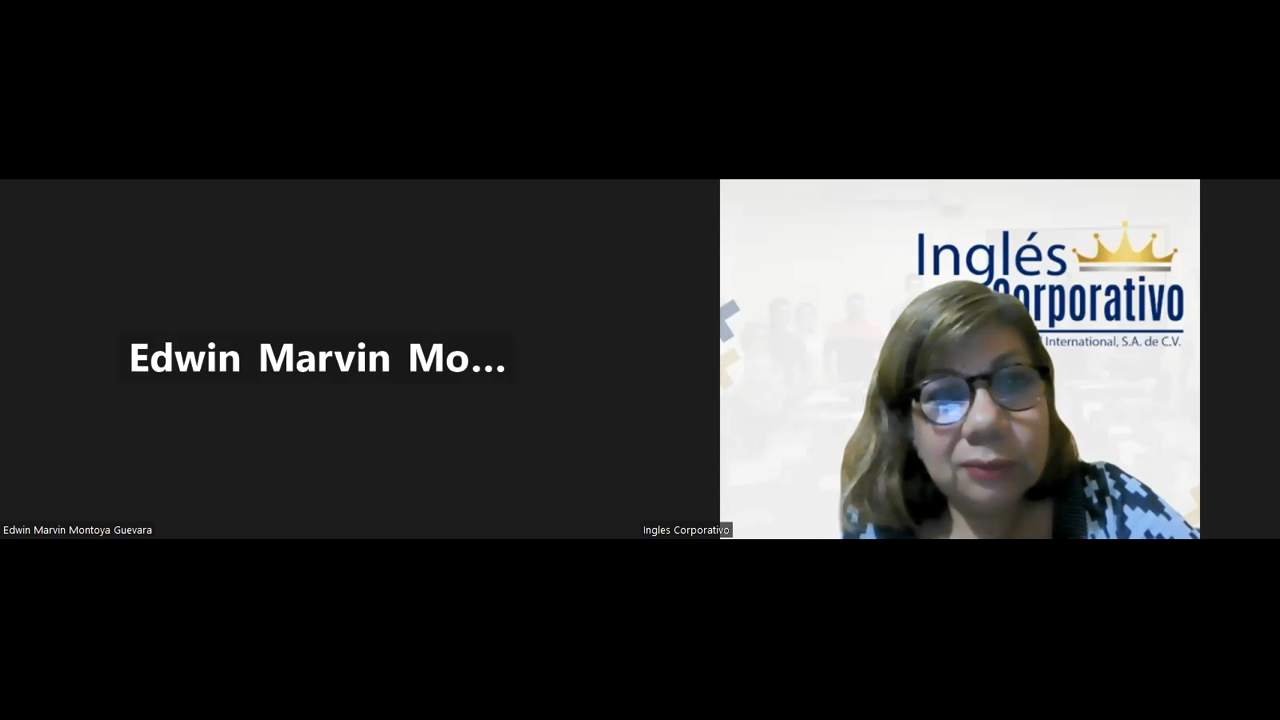 Edwin Marvin Mo...
Edwin Marvin Montoya Guevara
Inglés
Corporativo
International, S.A. de C.V.
Ingles Corporativo